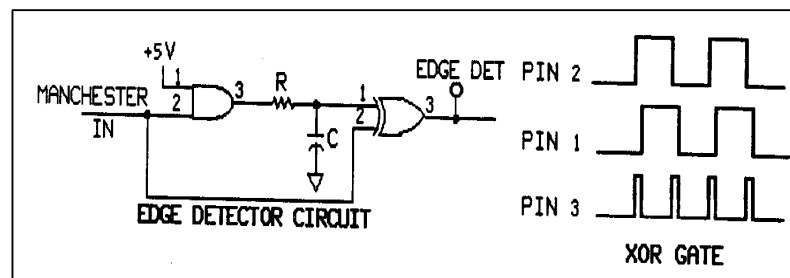 +5V
1
2
3
MANCHESTER
IN
R
C
1
2
3
EDGE DET
EDGE DETECTOR CIRCUIT
PIN 2
PIN 1
PIN 3
XOR GATE